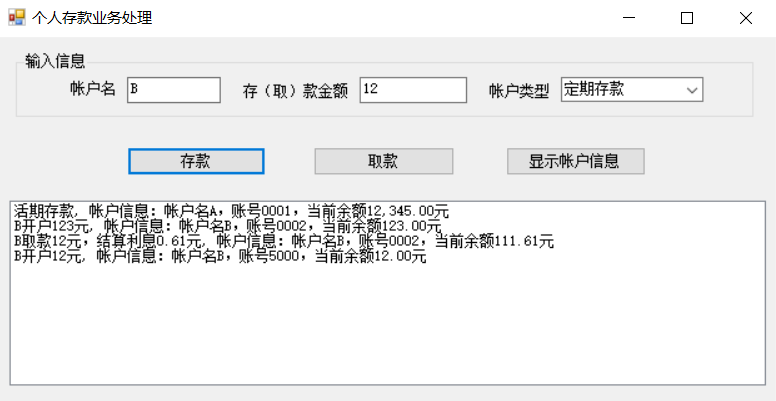 个人存款业务处理
输入信息
帐户名 B 存（取）款金额 12 帐户类型 定期存款
存款 取款 显示帐户信息
活期存款, 帐户信息: 帐户名A，账号0001，当前余额12,345.00元
B开户123元, 帐户信息: 帐户名B，账号0002，当前余额123.00元
B取款12元，结算利息0.61元, 帐户信息: 帐户名B，账号0002，当前余额111.61元
B开户12元, 帐户信息: 帐户名B，账号5000，当前余额12.00元